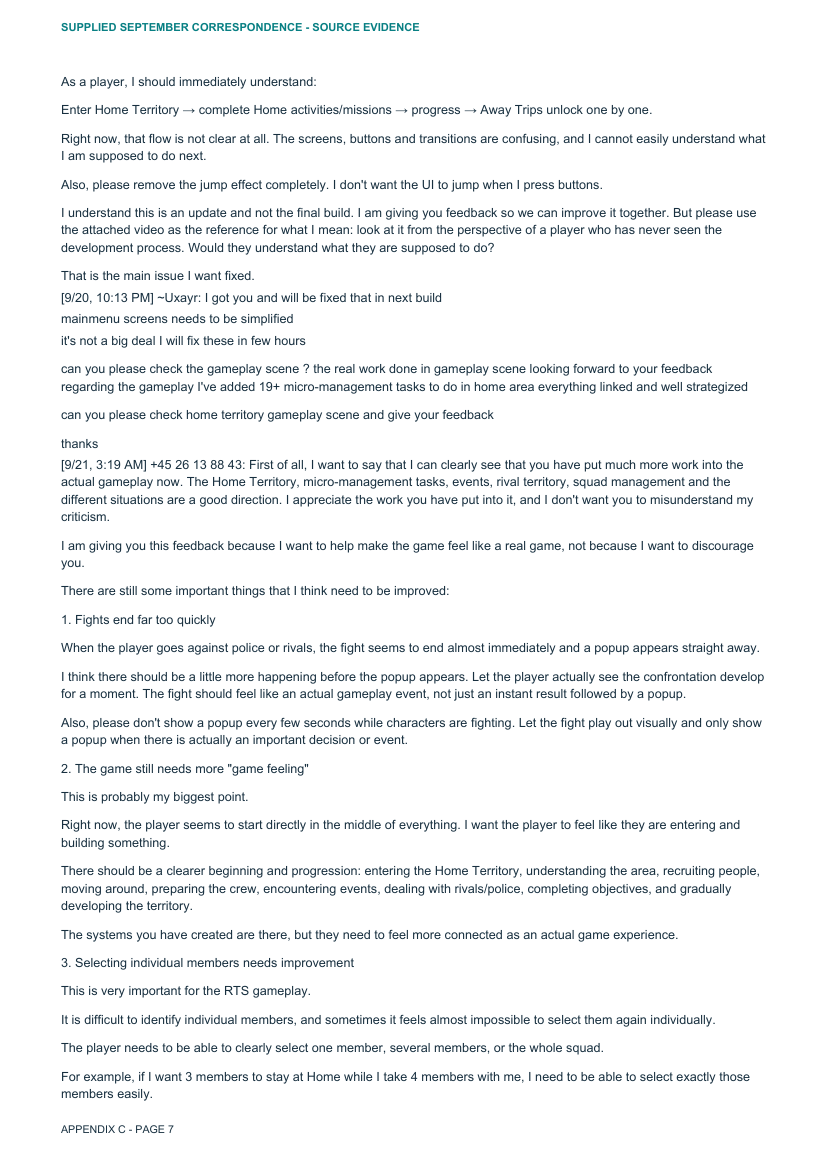 SUPPLIED SEPTEMBER CORRESPONDENCE - SOURCE EVIDENCE
As a player, I should immediately understand:
Enter Home Territory → complete Home activities/missions → progress → Away Trips unlock one by one.
Right now, that flow is not clear at all. The screens, buttons and transitions are confusing, and I cannot easily understand what
I am supposed to do next.
Also, please remove the jump effect completely. I don't want the UI to jump when I press buttons.
I understand this is an update and not the final build. I am giving you feedback so we can improve it together. But please use
the attached video as the reference for what I mean: look at it from the perspective of a player who has never seen the
development process. Would they understand what they are supposed to do?
That is the main issue I want fixed.
[9/20, 10:13 PM] ~Uxayr: I got you and will be fixed that in next build
mainmenu screens needs to be simplified
it's not a big deal I will fix these in few hours
can you please check the gameplay scene ? the real work done in gameplay scene looking forward to your feedback
regarding the gameplay I've added 19+ micro-management tasks to do in home area everything linked and well strategized
can you please check home territory gameplay scene and give your feedback
thanks
[9/21, 3:19 AM] +45 26 13 88 43: First of all, I want to say that I can clearly see that you have put much more work into the
actual gameplay now. The Home Territory, micro-management tasks, events, rival territory, squad management and the
different situations are a good direction. I appreciate the work you have put into it, and I don't want you to misunderstand my
criticism.
I am giving you this feedback because I want to help make the game feel like a real game, not because I want to discourage
you.
There are still some important things that I think need to be improved:
1. Fights end far too quickly
When the player goes against police or rivals, the fight seems to end almost immediately and a popup appears straight away.
I think there should be a little more happening before the popup appears. Let the player actually see the confrontation develop
for a moment. The fight should feel like an actual gameplay event, not just an instant result followed by a popup.
Also, please don't show a popup every few seconds while characters are fighting. Let the fight play out visually and only show
a popup when there is actually an important decision or event.
2. The game still needs more "game feeling"
This is probably my biggest point.
Right now, the player seems to start directly in the middle of everything. I want the player to feel like they are entering and
building something.
There should be a clearer beginning and progression: entering the Home Territory, understanding the area, recruiting people,
moving around, preparing the crew, encountering events, dealing with rivals/police, completing objectives, and gradually
developing the territory.
The systems you have created are there, but they need to feel more connected as an actual game experience.
3. Selecting individual members needs improvement
This is very important for the RTS gameplay.
It is difficult to identify individual members, and sometimes it feels almost impossible to select them again individually.
The player needs to be able to clearly select one member, several members, or the whole squad.
For example, if I want 3 members to stay at Home while I take 4 members with me, I need to be able to select exactly those
members easily.
APPENDIX C - PAGE 7